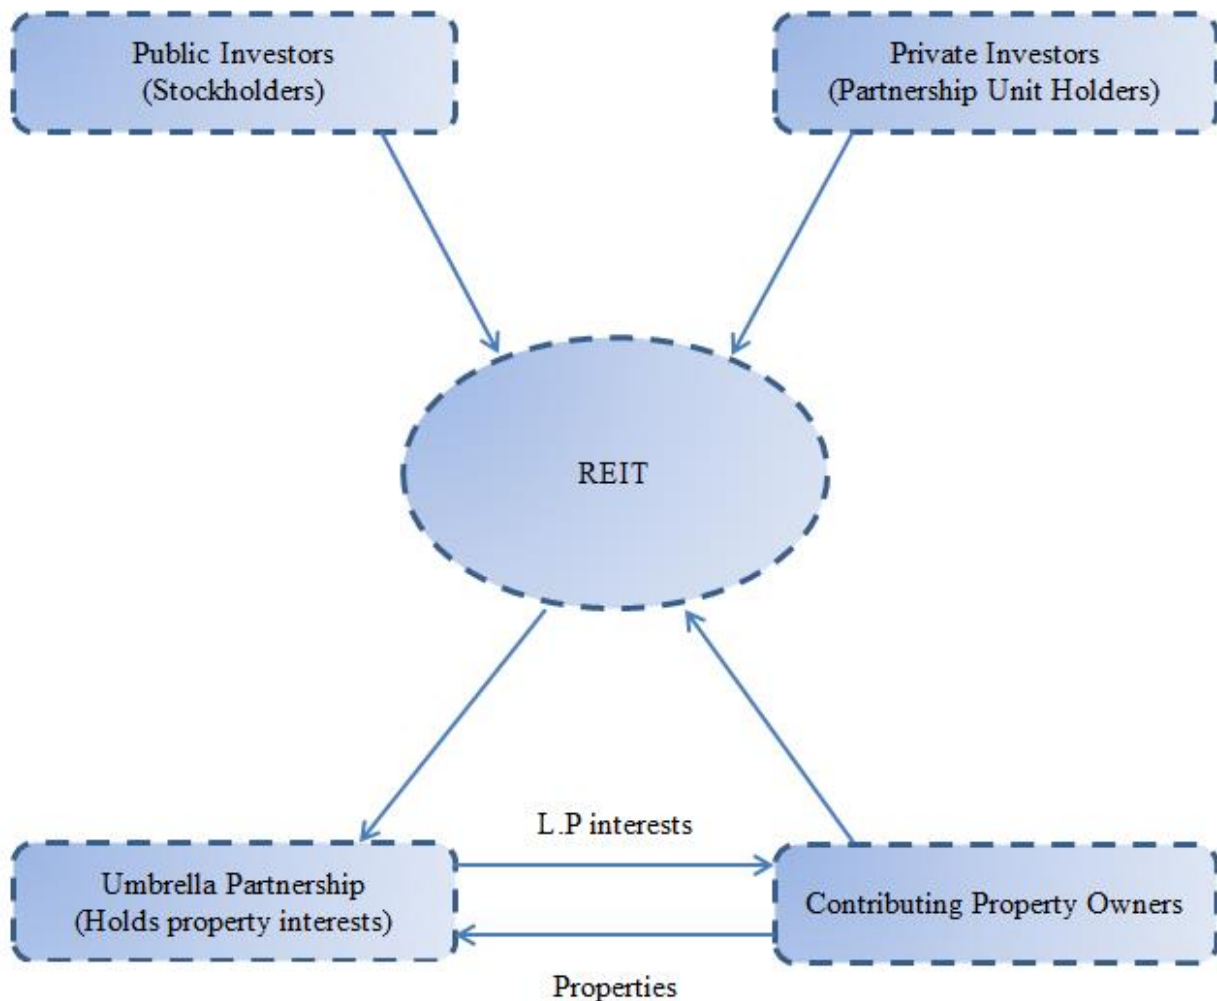 Public Investors
(Stockholders)
Private Investors
(Partnership Unit Holders)
REIT
L.P interests
Umbrella Partnership
(Holds property interests)
Contributing Property Owners
Properties